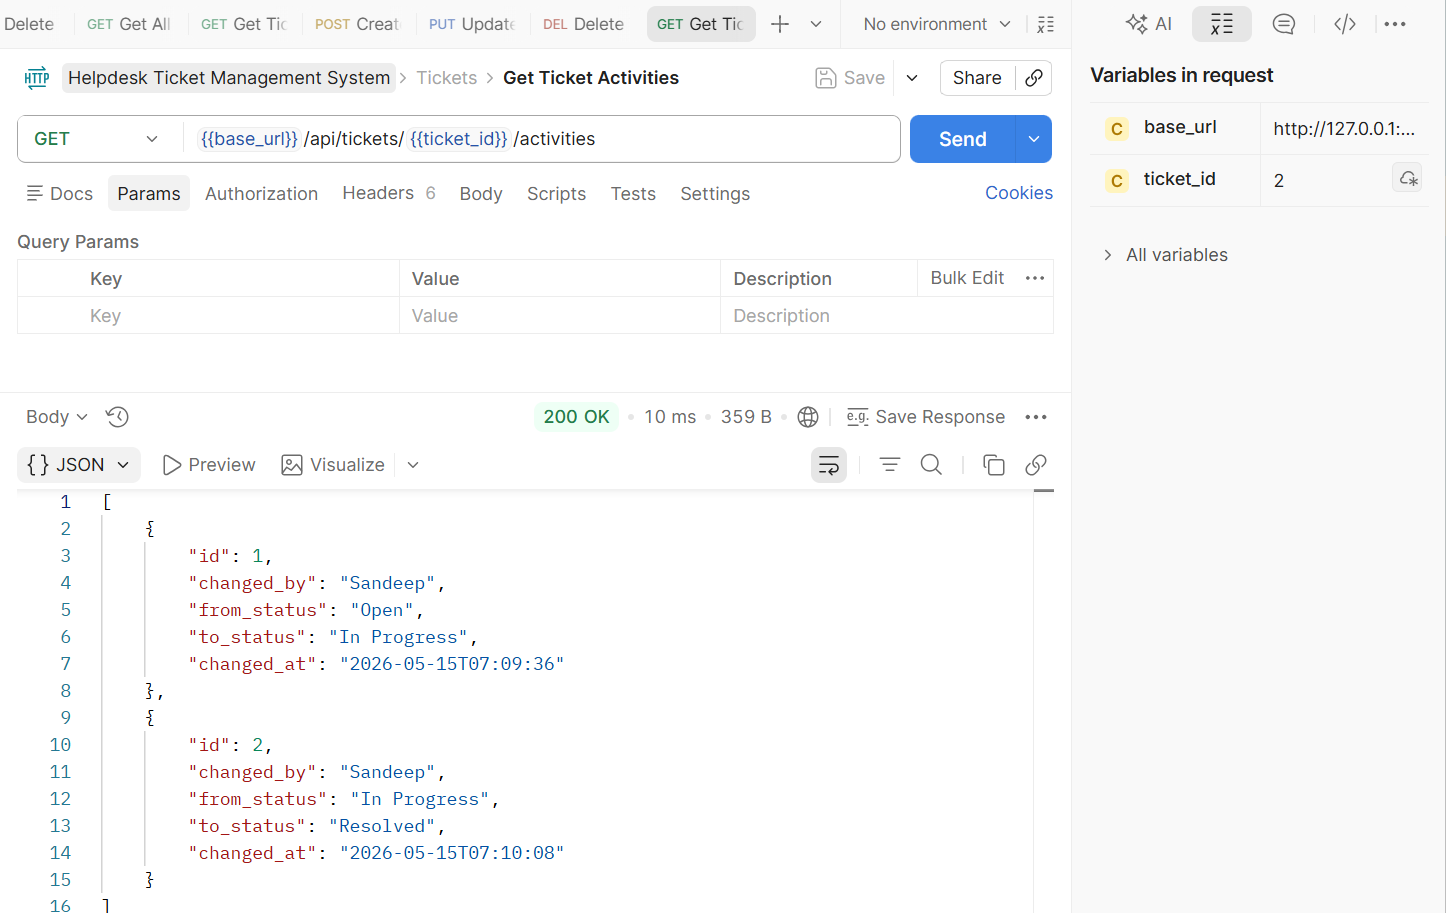 Delete GET Get All GET Get Tic POST Creat PUT Update DEL Delete GET Get Tic No environment AI
HTTP Helpdesk Ticket Management System > Tickets > Get Ticket Activities Save Share
Variables in request
GET {{base_url}} /api/tickets/ {{ticket_id}} /activities Send
C base_url http://127.0.0.1:...
C ticket_id 2
Docs Params Authorization Headers 6 Body Scripts Tests Settings Cookies
All variables
Query Params
Key Value Description Bulk Edit
Key Value Description
Body 200 OK 10 ms 359 B e.g. Save Response
{} JSON Preview Visualize
1 [
2 {
3 "id": 1,
4 "changed_by": "Sandeep",
5 "from_status": "Open",
6 "to_status": "In Progress",
7 "changed_at": "2026-05-15T07:09:36"
8 },
9 {
10 "id": 2,
11 "changed_by": "Sandeep",
12 "from_status": "In Progress",
13 "to_status": "Resolved",
14 "changed_at": "2026-05-15T07:10:08"
15 }
16 ]